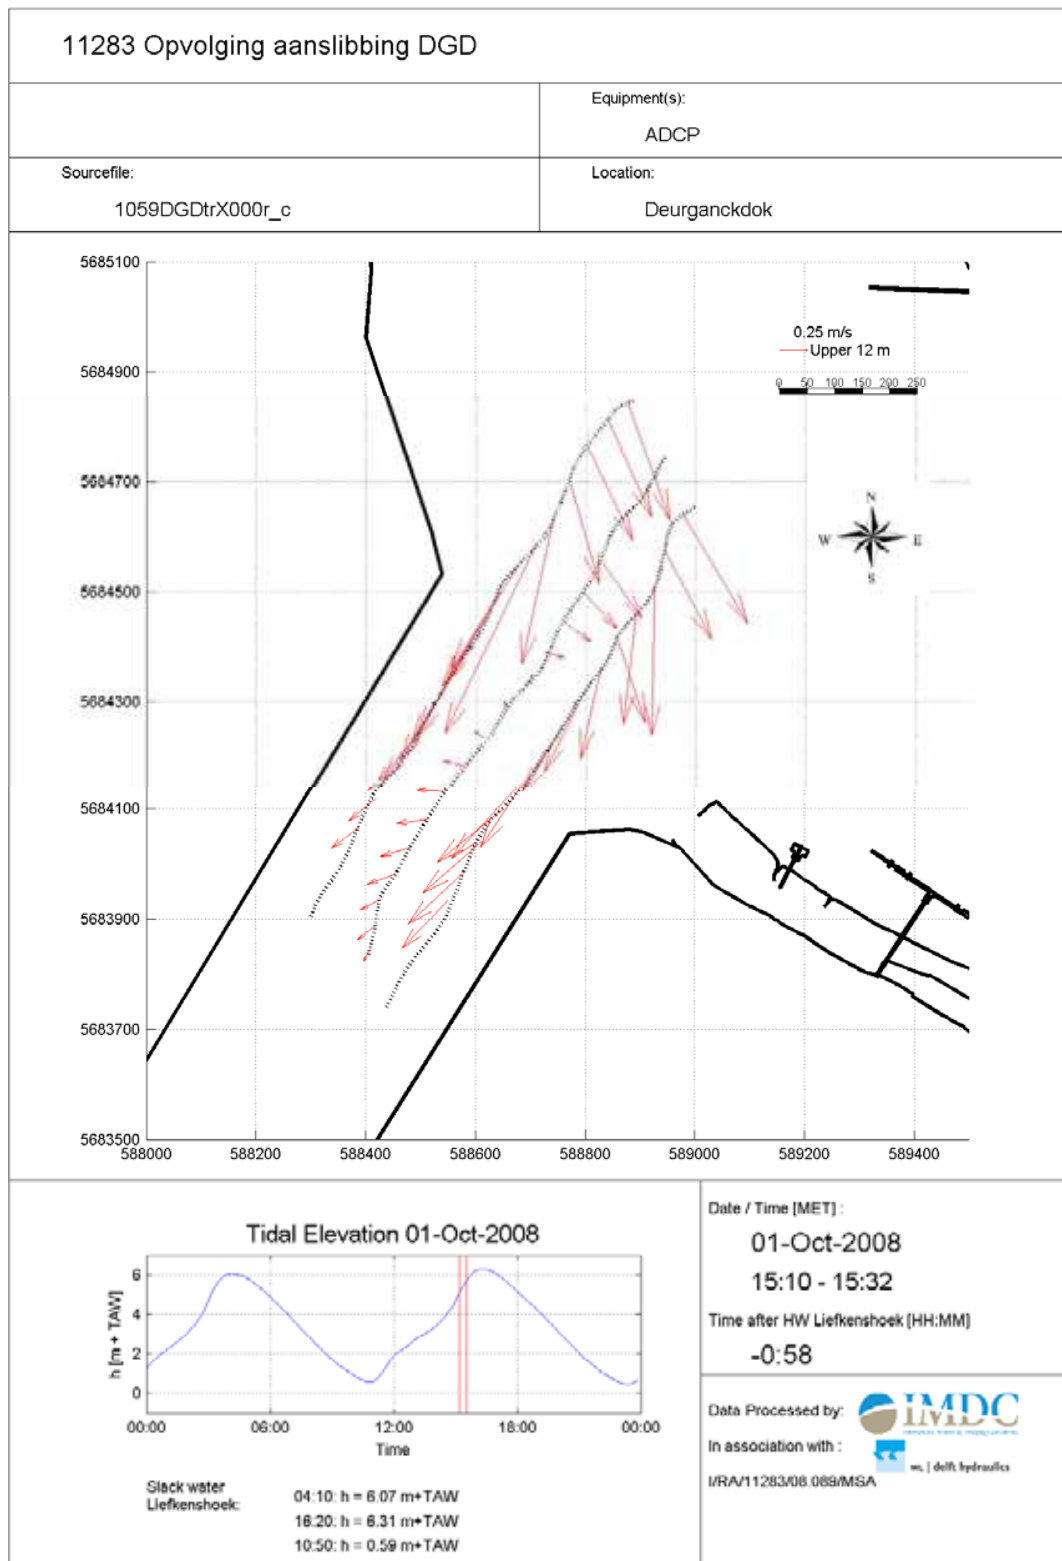 11283 Opvolging aanslibbing DGD
Equipment(s):
ADCP
Sourcefile:
1059DGDtrX000r_c
Location:
Deurganckdok
5685100
5684900
5684700
5684500
5684300
5684100
5683900
5683700
5683500
588000 588200 588400 588600 588800 589000 589200 589400
0.25 m/s
Upper 12 m
0 50 100 150 200 250
N
W E
S
Tidal Elevation 01-Oct-2008
h [m + TAW]
6
4
2
0
00:00 06:00 12:00 18:00 00:00
Time
Slack water
Liefkenshoek:
04:10: h = 6.07 m+TAW
16:20: h = 6.31 m+TAW
10:50: h = 0.59 m+TAW
Date / Time [MET] :
01-Oct-2008
15:10 - 15:32
Time after HW Liefkenshoek [HH:MM]
-0:58
Data Processed by:
IMDC
In association with :
wL | delft hydraulics
I/RA/11283/08.089/MSA